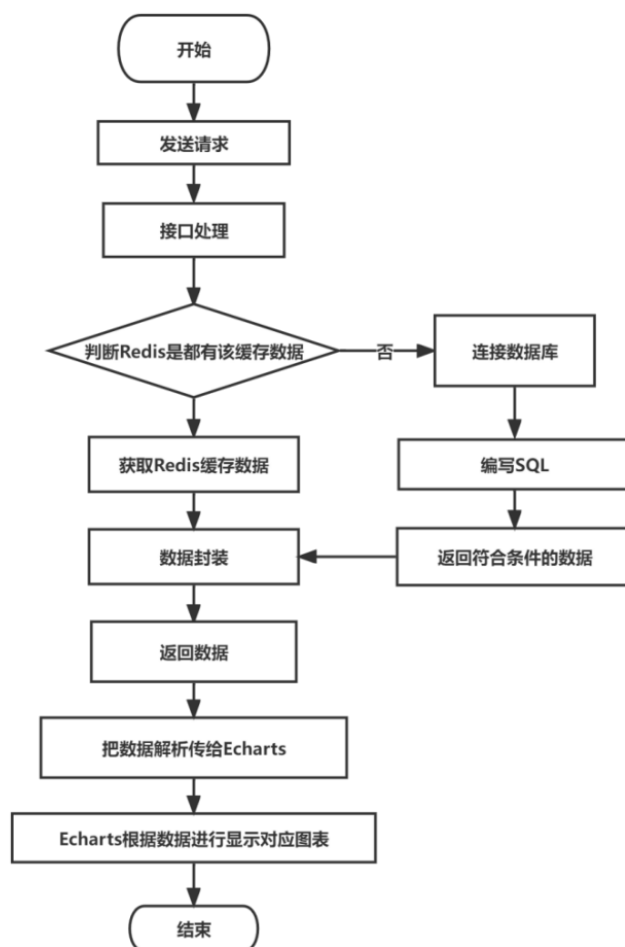 开始
发送请求
接口处理
判断Redis是都有该缓存数据
否
连接数据库
获取Redis缓存数据
编写SQL
数据封装
返回符合条件的数据
返回数据
把数据解析传给Echarts
Echarts根据数据进行显示对应图表
结束